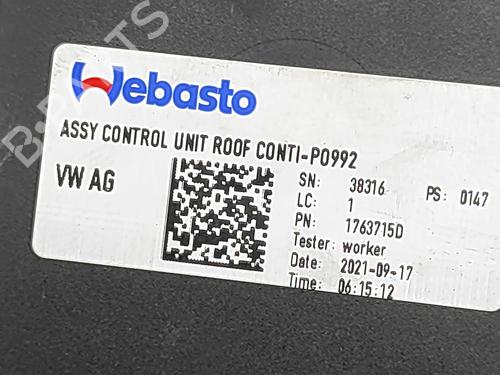 Webasto
ASSY CONTROL UNIT ROOF CONTI-P0992
VW AG
SN: 38316 PS: 0147
LC: 1
PN: 1763715D
Tester: worker
Date: 2021-09-17
Time: 06:15:12